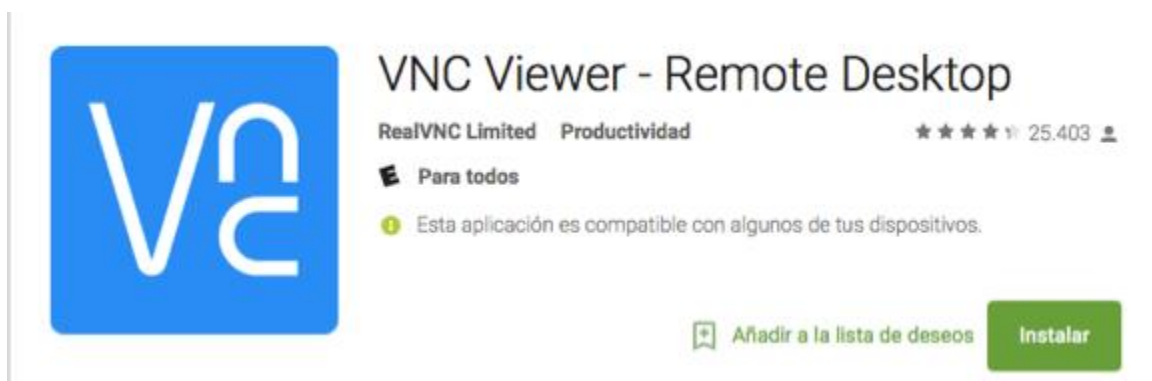 Vnc
VNC Viewer - Remote Desktop
RealVNC Limited Productividad
25.403
E Para todos
Esta aplicación es compatible con algunos de tus dispositivos.
Añadir a la lista de deseos
Instalar